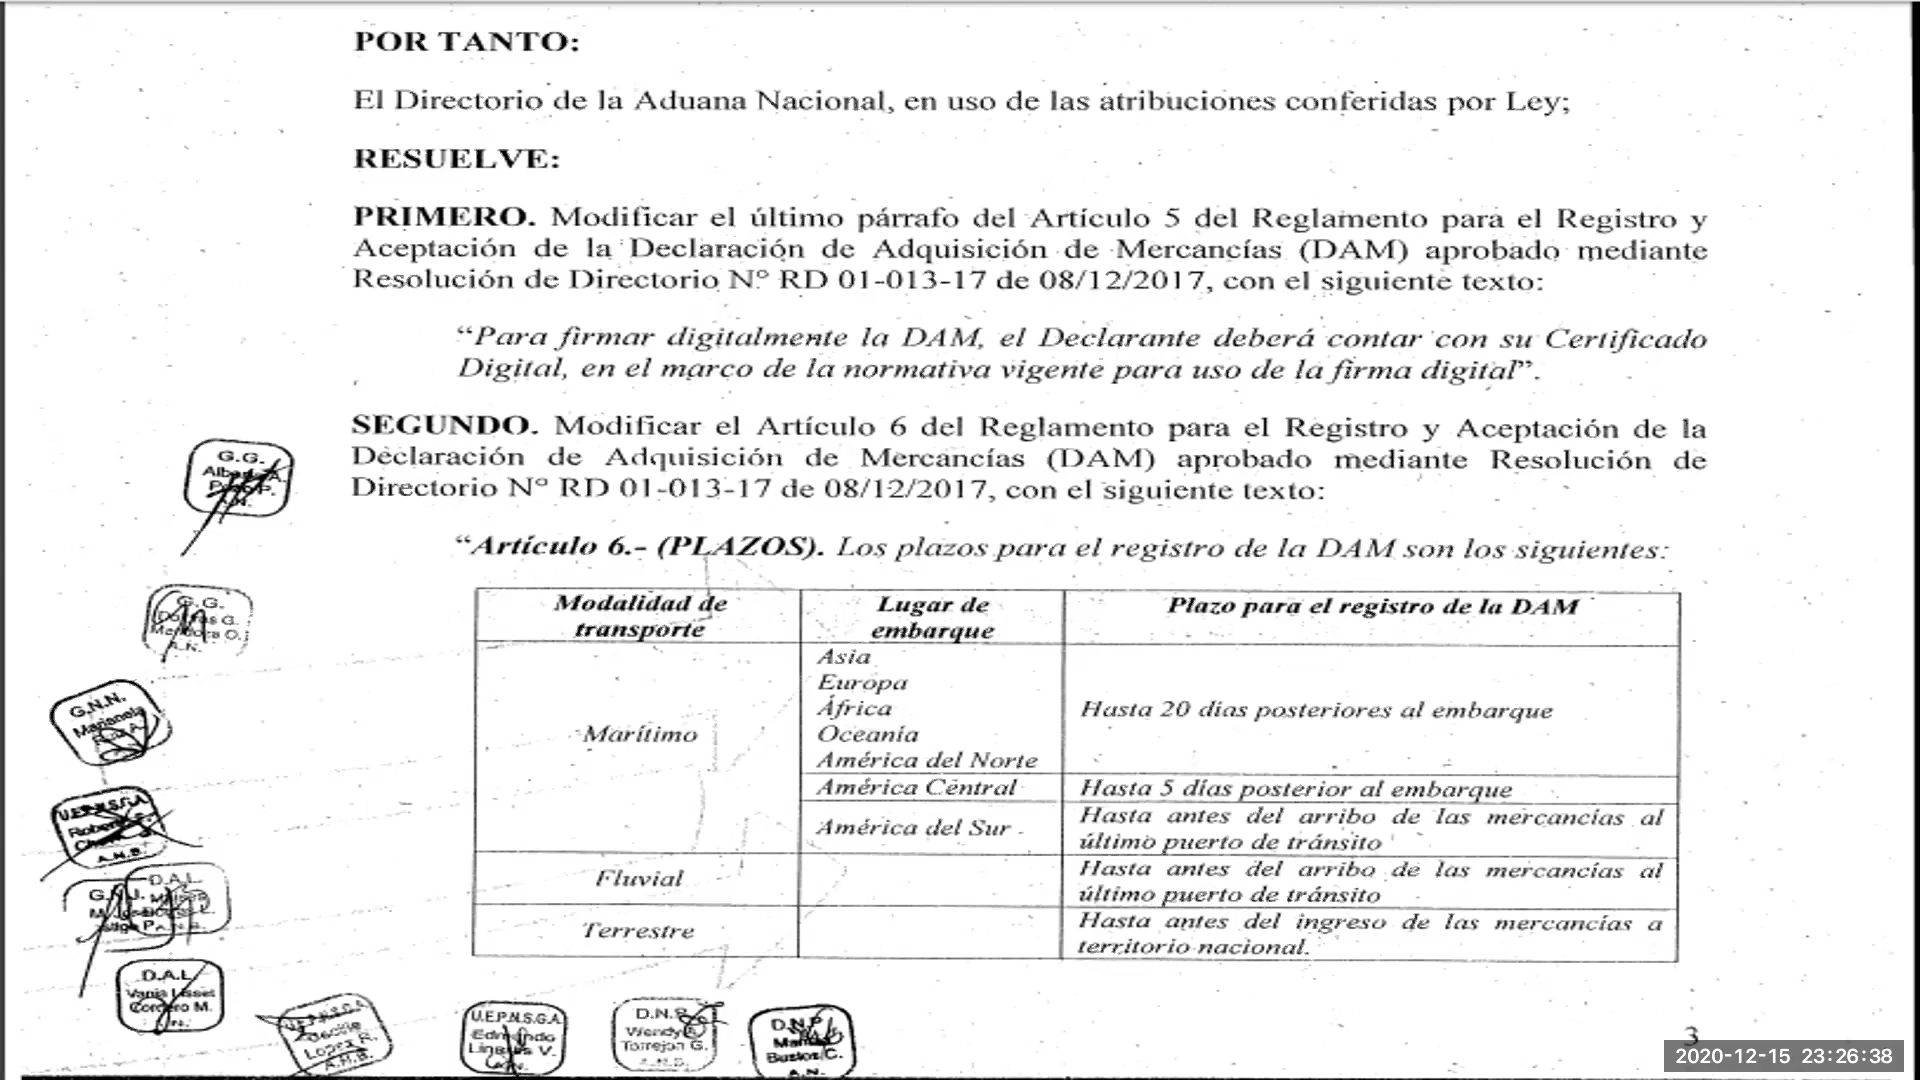 POR TANTO:
El Directorio de la Aduana Nacional, en uso de las atribuciones conferidas por Ley;
RESUELVE:
PRIMERO. Modificar el último párrafo del Artículo 5 del Reglamento para el Registro y
Aceptación de la Declaración de Adquisición de Mercancías (DAM) aprobado mediante
Resolución de Directorio N° RD 01-013-17 de 08/12/2017, con el siguiente texto:
“Para firmar digitalmente la DAM, el Declarante deberá contar con su Certificado
Digital, en el marco de la normativa vigente para uso de la firma digital”.
SEGUNDO. Modificar el Artículo 6 del Reglamento para el Registro y Aceptación de la
Declaración de Adquisición de Mercancías (DAM) aprobado mediante Resolución de
Directorio N° RD 01-013-17 de 08/12/2017, con el siguiente texto:
“Artículo 6.- (PLAZOS). Los plazos para el registro de la DAM son los siguientes:
Modalidad de
transporte
Lugar de
embarque
Plazo para el registro de la DAM
Marítimo
Asia
Europa
África
Oceanía
América del Norte
Hasta 20 días posteriores al embarque
América Central
Hasta 5 días posterior al embarque
América del Sur
Hasta antes del arribo de las mercancías al
último puerto de tránsito
Fluvial
Hasta antes del arribo de las mercancías al
último puerto de tránsito
Terrestre
Hasta antes del ingreso de las mercancías a
territorio nacional.
G.G.
G.G.
G.N.N.
U.E.P.N.S.G.A.
A.N.B.
D.A.L.
D.A.L.
Vania Lisset
Cordero M.
López R.
A.N.B.
U.E.P.N.S.G.A.
Linares V.
D.N.P.
Wendy
Torrejon G.
D.N.P.
Bustos C.
A.N.
3
2020-12-15 23:26:38